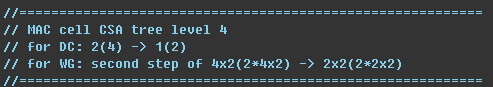 //==========================================================
// MAC cell CSA tree level 4
// for DC: 2(4) -> 1(2)
// for WG: second step of 4x2(2*4x2) -> 2x2(2*2x2)
//==========================================================